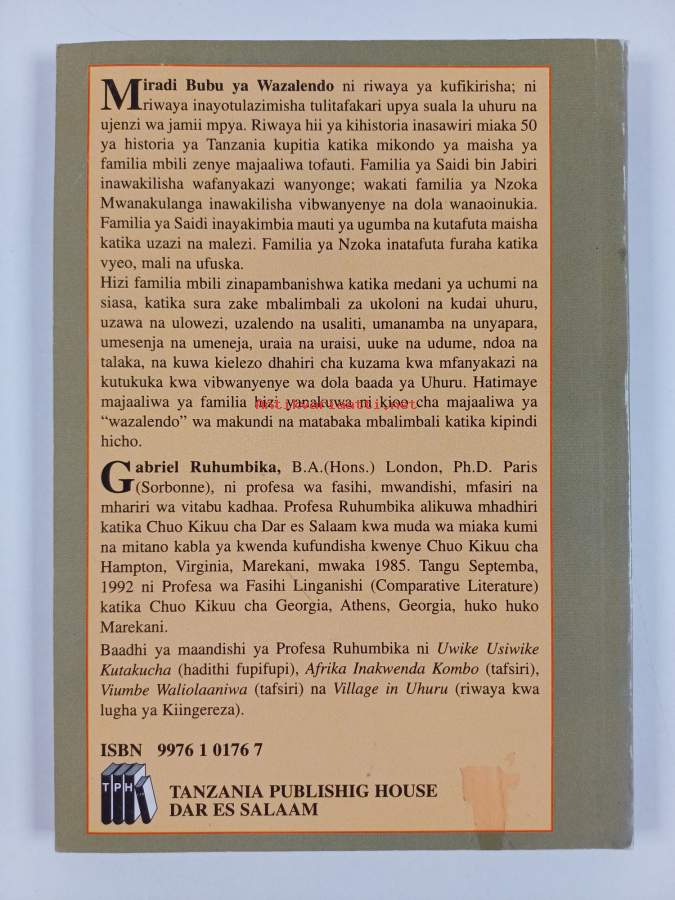 Miradi Bubu ya Wazalendo ni riwaya ya kufikirisha; ni
riwaya inayotulazimisha tulitafakari upya suala la uhuru na
ujenzi wa jamii mpya. Riwaya hii ya kihistoria inasawiri miaka 50
ya historia ya Tanzania kupitia katika mikondo ya maisha ya
familia mbili zenye majaaliwa tofauti. Familia ya Saidi bin Jabiri
inawakilisha wafanyakazi wanyonge; wakati familia ya Nzoka
Mwanakulanga inawakilisha vibwanyenye na dola wanaoinukia.
Familia ya Saidi inayakimbia mauti ya ugumba na kutafuta maisha
katika uzazi na malezi. Familia ya Nzoka inatafuta furaha katika
vyeo, mali na ufuska.
Hizi familia mbili zinapambanishwa katika medani ya uchumi na
siasa, katika sura zake mbalimbali za ukoloni na kudai uhuru,
uzawa na ulowezi, uzalendo na usaliti, umanamba na unyapara,
umesenja na umeneja, uraia na uraisi, uuke na udume, ndoa na
talaka, na kuwa kielezo dhahiri cha kuzama kwa mfanyakazi na
kutukuka kwa vibwanyenye wa dola baada ya Uhuru. Hatimaye
majaaliwa ya familia hizi yanakuwa ni kioo cha majaaliwa ya
Antikvariaatti.net
“wazalendo” wa makundi na matabaka mbalimbali katika kipindi
hicho.
Gabriel Ruhumbika, B.A.(Hons.) London, Ph.D. Paris
(Sorbonne), ni profesa wa fasihi, mwandishi, mfasiri na
mhariri wa vitabu kadhaa. Profesa Ruhumbika alikuwa mhadhiri
katika Chuo Kikuu cha Dar es Salaam kwa muda wa miaka kumi
na mitano kabla ya kwenda kufundisha kwenye Chuo Kikuu cha
Hampton, Virginia, Marekani, mwaka 1985. Tangu Septemba,
1992 ni Profesa wa Fasihi Linganishi (Comparative Literature)
katika Chuo Kikuu cha Georgia, Athens, Georgia, huko huko
Marekani.
Baadhi ya maandishi ya Profesa Ruhumbika ni Uwike Usiwike
Kutakucha (hadithi fupifupi), Afrika Inakwenda Kombo (tafsiri),
Viumbe Waliolaaniwa (tafsiri) na Village in Uhuru (riwaya kwa
lugha ya Kiingereza).
ISBN 9976 1 0176 7
TPH
TANZANIA PUBLISHIG HOUSE
DAR ES SALAAM